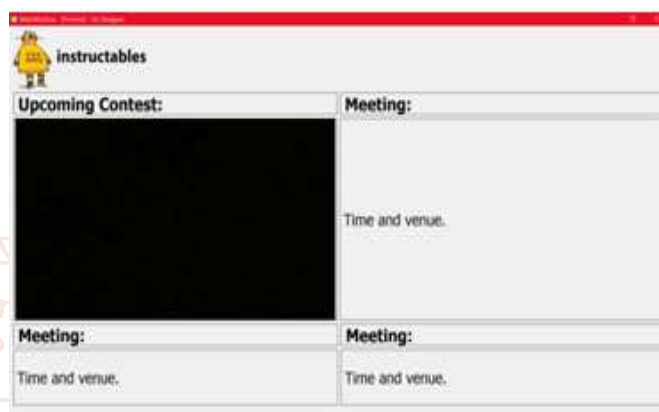 instructables
Upcoming Contest:
Meeting:
Time and venue.
Meeting:
Meeting:
Time and venue.
Time and venue.